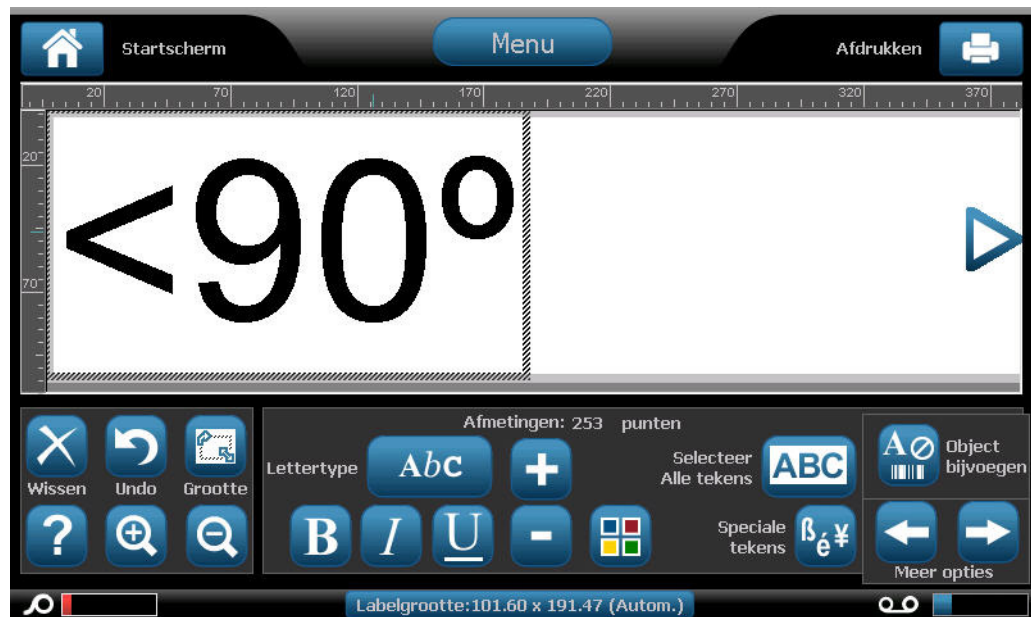 Startscherm
Menu
Afdrukken
20 70 120 170 220 270 320 370
20
70
<90º
Afmetingen: 253 punten
Wissen
Undo
Grootte
Lettertype
AbC
Selecteer
Alle tekens
ABC
A
Object
bijvoegen
?
B
I
U
Speciale
tekens
ßé¥
Meer opties
Labelgrootte:101.60 x 191.47 (Autom.)